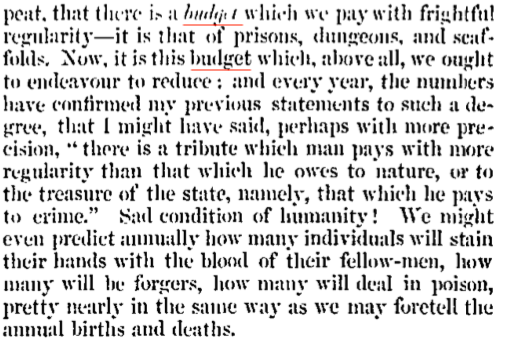 peat, that there is a budget which we pay with frightful
regularity—it is that of prisons, dungeons, and scaf-
folds. Now, it is this budget which, above all, we ought
to endeavour to reduce; and every year, the numbers
have confirmed my previous statements to such a de-
gree, that I might have said, perhaps with more pre-
cision, “there is a tribute which man pays with more
regularity than that which he owes to nature, or to
the treasure of the state, namely, that which he pays
to crime.” Sad condition of humanity! We might
even predict annually how many individuals will stain
their hands with the blood of their fellow-men, how
many will be forgers, how many will deal in poison,
pretty nearly in the same way as we may foretell the
annual births and deaths.